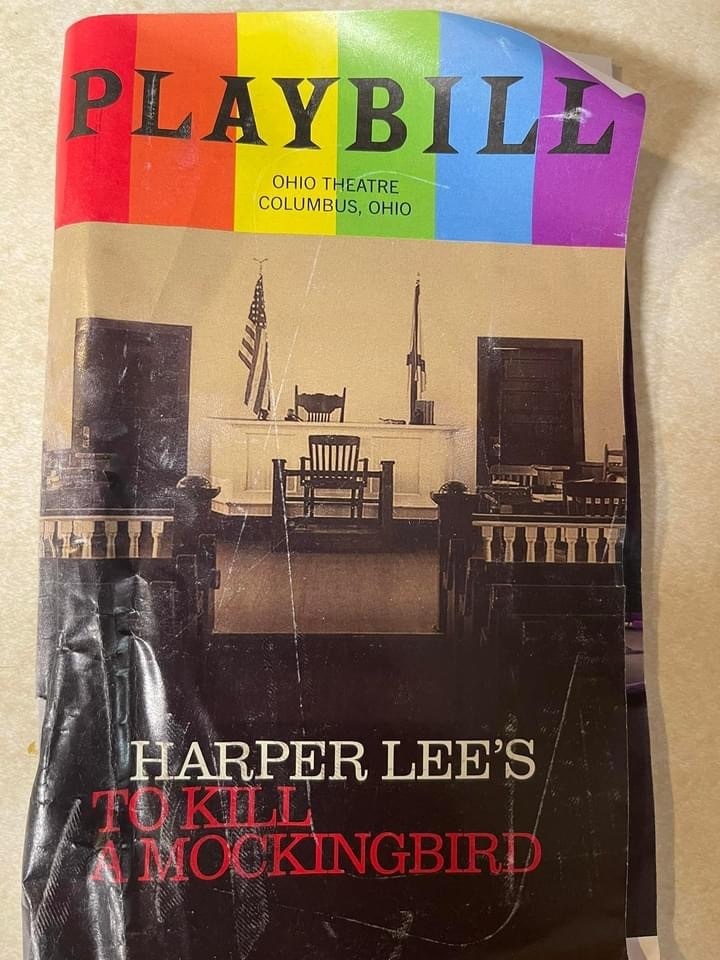 PLAYBILL
OHIO THEATRE
COLUMBUS, OHIO
HARPER LEE'S
TO KILL
A MOCKINGBIRD